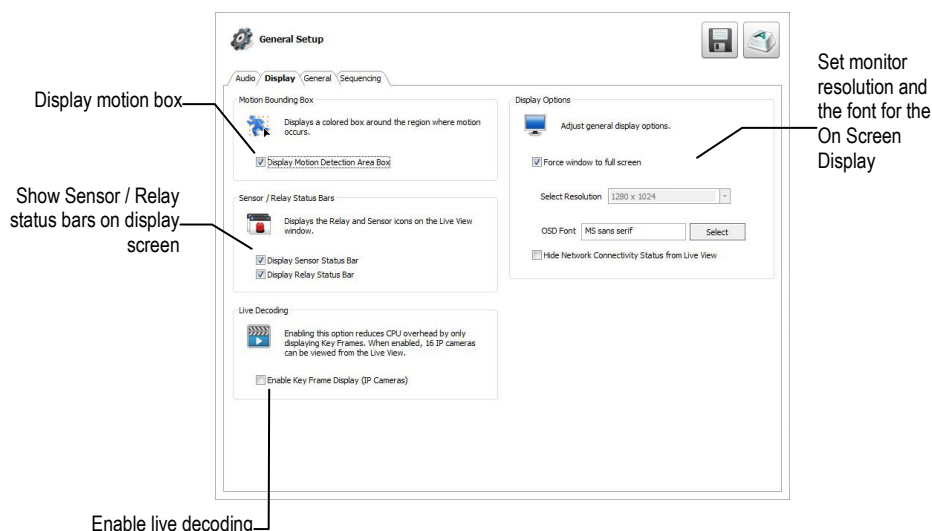 General Setup
Audio
Display
General
Sequencing
Motion Bounding Box
Displays a colored box around the region where motion
occurs.
Display Motion Detection Area Box
Sensor / Relay Status Bars
Displays the Relay and Sensor icons on the Live View
window.
Display Sensor Status Bar
Display Relay Status Bar
Live Decoding
Enabling this option reduces CPU overhead by only
displaying Key Frames. When enabled, 16 IP cameras
can be viewed from the Live View.
Enable Key Frame Display (IP Cameras)
Display Options
Adjust general display options.
Force window to full screen
Select Resolution 1280 x 1024
OSD Font MS sans serif Select
Hide Network Connectivity Status from Live View
Display motion box
Show Sensor / Relay
status bars on display
screen
Enable live decoding
Set monitor
resolution and
the font for the
On Screen
Display